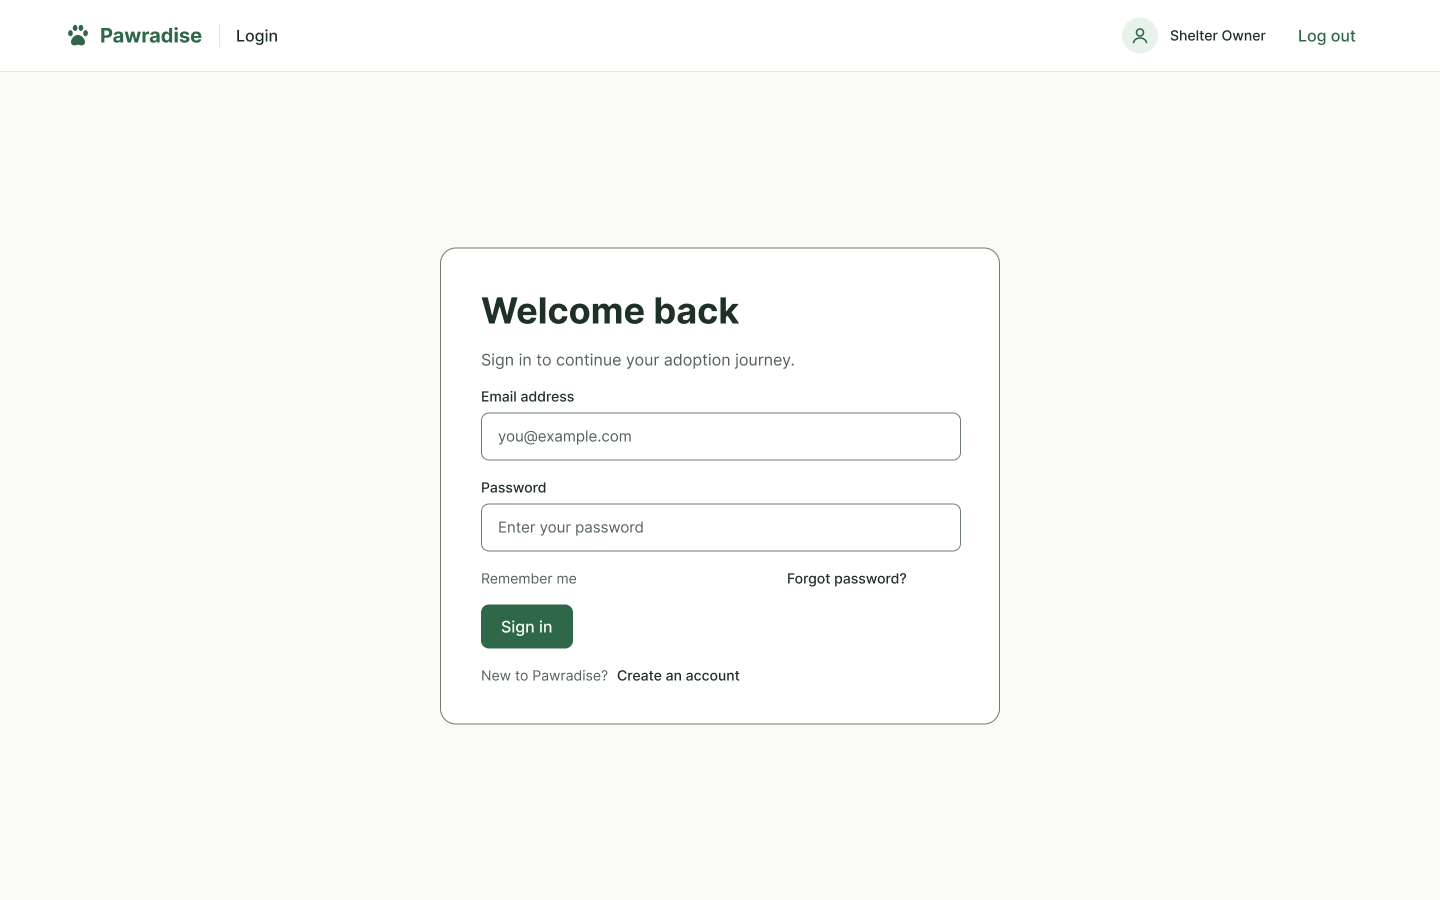 Pawradise
Login
Shelter Owner
Log out
Welcome back
Sign in to continue your adoption journey.
Email address
you@example.com
Password
Enter your password
Remember me
Forgot password?
Sign in
New to Pawradise? Create an account